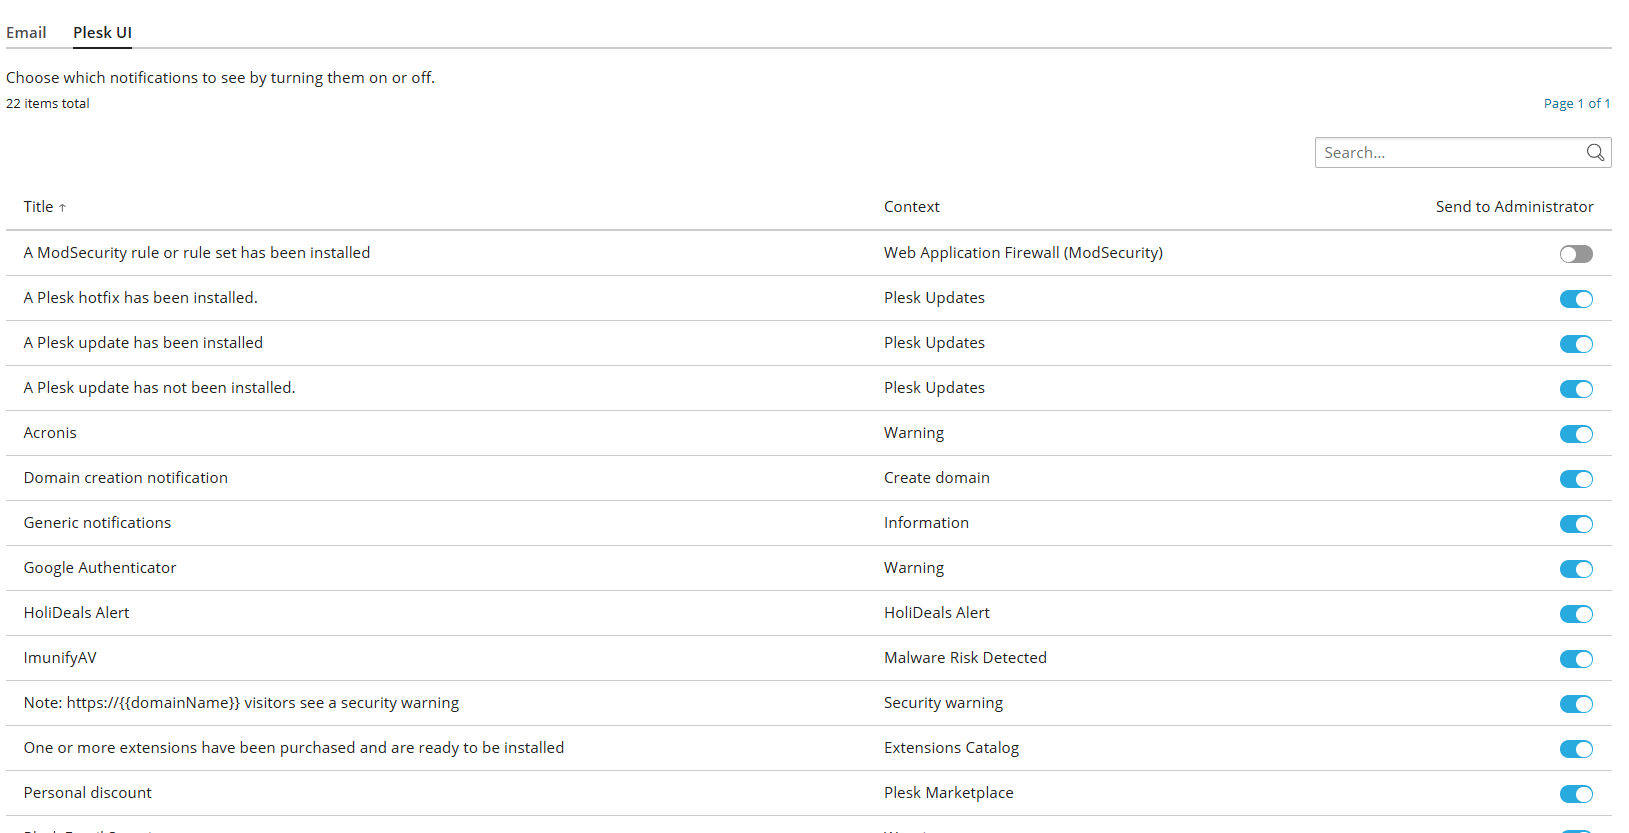 Email Plesk UI
Choose which notifications to see by turning them on or off.
22 items total Page 1 of 1
Search...
Title ↑ Context Send to Administrator
A ModSecurity rule or rule set has been installed Web Application Firewall (ModSecurity)
A Plesk hotfix has been installed. Plesk Updates
A Plesk update has been installed Plesk Updates
A Plesk update has not been installed. Plesk Updates
Acronis Warning
Domain creation notification Create domain
Generic notifications Information
Google Authenticator Warning
HoliDeals Alert HoliDeals Alert
ImunifyAV Malware Risk Detected
Note: https://{{domainName}} visitors see a security warning Security warning
One or more extensions have been purchased and are ready to be installed Extensions Catalog
Personal discount Plesk Marketplace